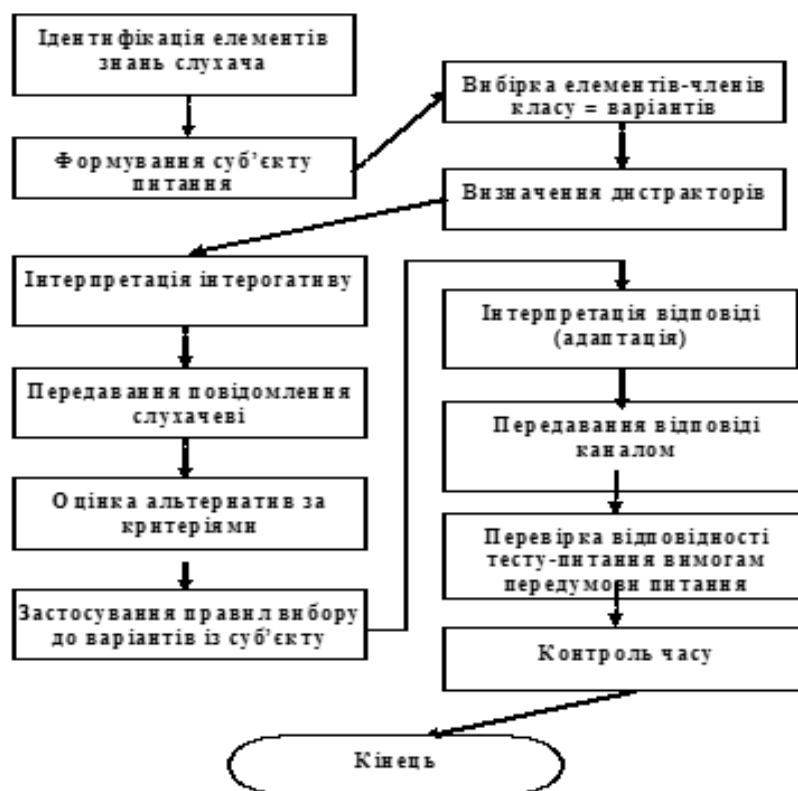 Ідентифікація елементів
знань слухача
Формування суб’єкту
питання
Вибірка елементів-членів
класу = варіантів
Визначення дистракторів
Інтерпретація інтерогативу
Передавання повідомлення
слухачеві
Оцінка альтернатив за
критеріями
Застосування правил вибору
до варіантів із суб’єкту
Інтерпретація відповіді
(адаптація)
Передавання відповіді
каналом
Перевірка відповідності
тесту-питання вимогам
передумови питання
Контроль часу
Кінець